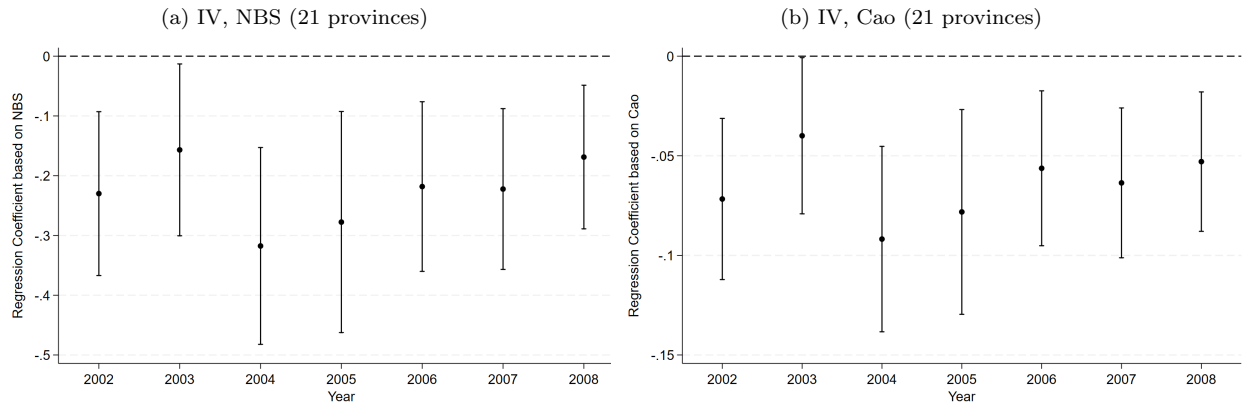 (a) IV, NBS (21 provinces)
0
-.1
-.2
-.3
-.4
-.5
Regression Coefficient based on NBS
2002 2003 2004 2005 2006 2007 2008
Year
(b) IV, Cao (21 provinces)
0
-.05
-.1
-.15
Regression Coefficient based on Cao
2002 2003 2004 2005 2006 2007 2008
Year